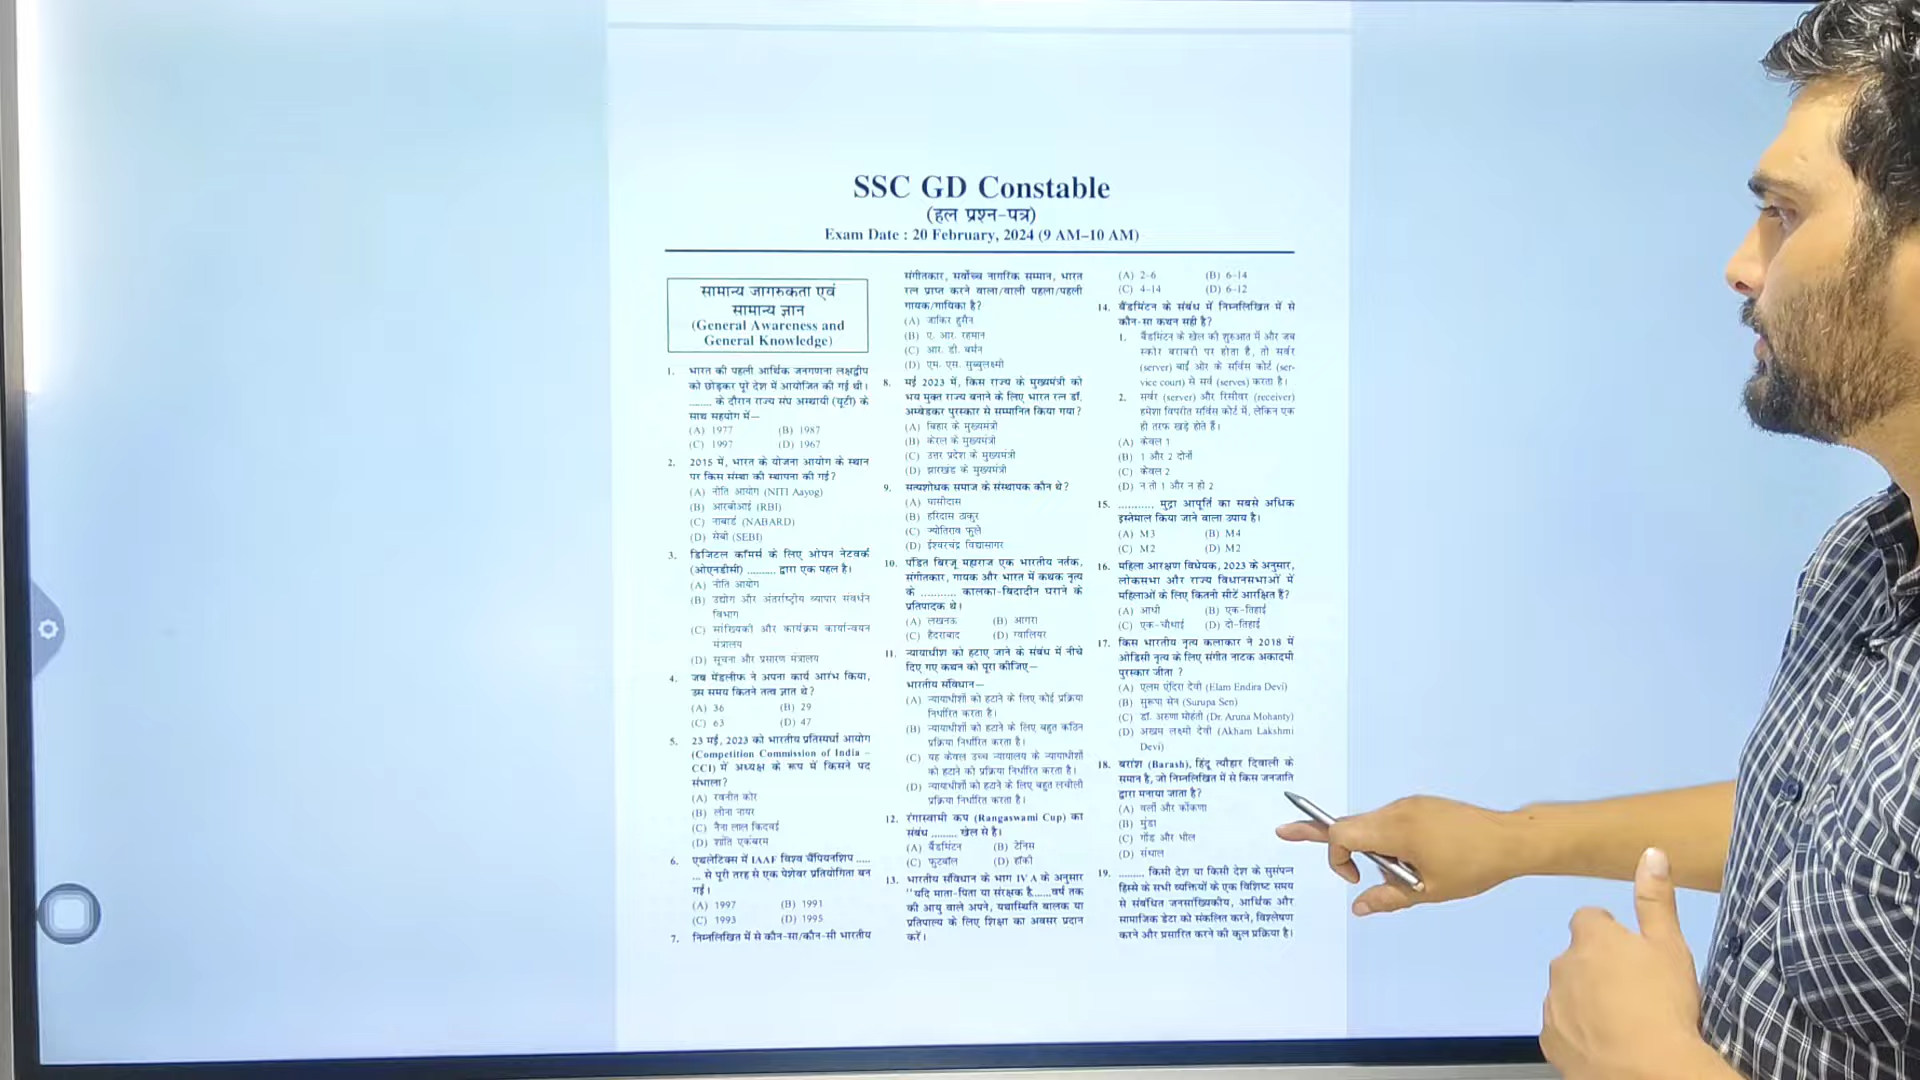 SSC GD Constable
(हल प्रश्न-पत्र)
Exam Date : 20 February, 2024 (9 AM–10 AM)
सामान्य जागरुकता एवं
सामान्य ज्ञान
(General Awareness and
General Knowledge)
1. भारत की पहली आर्थिक जनगणना लक्षद्वीप
को छोड़कर पूरे देश में आयोजित की गई थी।
........ के दौरान राज्य संघ अस्थायी (यूटी) के
साथ सहयोग में—
(A) 1977 (B) 1987
(C) 1997 (D) 1967
2. 2015 में, भारत के योजना आयोग के स्थान
पर किस संस्था की स्थापना की गई?
(A) नीति आयोग (NITI Aayog)
(B) आरबीआई (RBI)
(C) नाबार्ड (NABARD)
(D) सेबी (SEBI)
3. डिजिटल कॉमर्स के लिए ओपन नेटवर्क
(ओएनडीसी) .......... द्वारा एक पहल है।
(A) नीति आयोग
(B) उद्योग और अंतर्राष्ट्रीय व्यापार संवर्धन
विभाग
(C) सांख्यिकी और कार्यक्रम कार्यान्वयन
मंत्रालय
(D) सूचना और प्रसारण मंत्रालय
4. जब मेंडलीफ ने अपना कार्य आरंभ किया,
उस समय कितने तत्व ज्ञात थे?
(A) 36 (B) 29
(C) 63 (D) 47
5. 23 मई, 2023 को भारतीय प्रतिस्पर्धा आयोग
(Competition Commission of India –
CCI) में अध्यक्ष के रूप में किसने पद
संभाला?
(A) रवनीत कौर
(B) लीना नायर
(C) नैना लाल किदवई
(D) शांति एकंबरम
6. एथलेटिक्स में IAAF विश्व चैंपियनशिप .....
... से पूरी तरह से एक पेशेवर प्रतियोगिता बन
गई।
(A) 1997 (B) 1991
(C) 1993 (D) 1995
7. निम्नलिखित में से कौन-सा/कौन-सी भारतीय
संगीतकार, सर्वोच्च नागरिक सम्मान, भारत
रत्न प्राप्त करने वाला/वाली पहला/पहली
गायक/गायिका है?
(A) जाकिर हुसैन
(B) ए. आर. रहमान
(C) आर. डी. बर्मन
(D) एम. एस. सुब्बुलक्ष्मी
8. मई 2023 में, किस राज्य के मुख्यमंत्री को
भय मुक्त राज्य बनाने के लिए भारत रत्न डॉ.
अम्बेडकर पुरस्कार से सम्मानित किया गया?
(A) बिहार के मुख्यमंत्री
(B) केरल के मुख्यमंत्री
(C) उत्तर प्रदेश के मुख्यमंत्री
(D) झारखंड के मुख्यमंत्री
9. सत्यशोधक समाज के संस्थापक कौन थे?
(A) घासीदास
(B) हरिदास ठाकुर
(C) ज्योतिराव फूले
(D) ईश्वरचंद्र विद्यासागर
10. पंडित बिरजू महाराज एक भारतीय नर्तक,
संगीतकार, गायक और भारत में कथक नृत्य
के ........... कालका-बिंदादीन घराने के
प्रतिपादक थे।
(A) लखनऊ (B) आगरा
(C) हैदराबाद (D) ग्वालियर
11. न्यायाधीश को हटाए जाने के संबंध में नीचे
दिए गए कथन को पूरा कीजिए—
भारतीय संविधान—
(A) न्यायाधीशों को हटाने के लिए कोई प्रक्रिया
निर्धारित करता है।
(B) न्यायाधीशों को हटाने के लिए बहुत कठिन
प्रक्रिया निर्धारित करता है।
(C) यह केवल उच्च न्यायालय के न्यायाधीशों
को हटाने की प्रक्रिया निर्धारित करता है।
(D) न्यायाधीशों को हटाने के लिए बहुत लचीली
प्रक्रिया निर्धारित करता है।
12. रंगास्वामी कप (Rangaswami Cup) का
संबंध ......... खेल से है।
(A) बैडमिंटन (B) टेनिस
(C) फुटबॉल (D) हॉकी
13. भारतीय संविधान के भाग IV A के अनुसार
"यदि माता-पिता या संरक्षक है......वर्ष तक
की आयु वाले अपने, यथास्थिति बालक या
प्रतिपाल्य के लिए शिक्षा का अवसर प्रदान
करें।
(A) 2-6 (B) 6-14
(C) 4-14 (D) 6-12
14. बैडमिंटन के संबंध में निम्नलिखित में से
कौन-सा कथन सही है?
1. बैडमिंटन के खेल की शुरुआत में और जब
स्कोर बराबरी पर होता है, तो सर्वर
(server) बाईं ओर के सर्विस कोर्ट (ser-
vice court) से सर्व (serves) करता है।
2. सर्वर (server) और रिसीवर (receiver)
हमेशा विपरीत सर्विस कोर्ट में, लेकिन एक
ही तरफ खड़े होते हैं।
(A) केवल 1
(B) 1 और 2 दोनों
(C) केवल 2
(D) न तो 1 और न ही 2
15. ........... मुद्रा आपूर्ति का सबसे अधिक
इस्तेमाल किया जाने वाला उपाय है।
(A) M3 (B) M4
(C) M2 (D) M2
16. महिला आरक्षण विधेयक, 2023 के अनुसार,
लोकसभा और राज्य विधानसभाओं में
महिलाओं के लिए कितनी सीटें आरक्षित हैं?
(A) आधी (B) एक-तिहाई
(C) एक-चौथाई (D) दो-तिहाई
17. किस भारतीय नृत्य कलाकार ने 2018 में
ओडिसी नृत्य के लिए संगीत नाटक अकादमी
पुरस्कार जीता ?
(A) एलम एंदिरा देवी (Elam Endira Devi)
(B) सुरूपा सेन (Surupa Sen)
(C) डॉ. अरुणा मोहंती (Dr. Aruna Mohanty)
(D) अखम लक्ष्मी देवी (Akham Lakshmi
Devi)
18. बरांश (Barash), हिंदू त्यौहार दिवाली के
समान है, जो निम्नलिखित में से किस जनजाति
द्वारा मनाया जाता है?
(A) वर्ली और कोंकणा
(B) मुंडा
(C) गोंड और भील
(D) संथाल
19. ......... किसी देश या किसी देश के सुसंपन्न
हिस्से के सभी व्यक्तियों के एक विशिष्ट समय
से संबंधित जनसांख्यिकीय, आर्थिक और
सामाजिक डेटा को संकलित करने, विश्लेषण
करने और प्रसारित करने की कुल प्रक्रिया है।